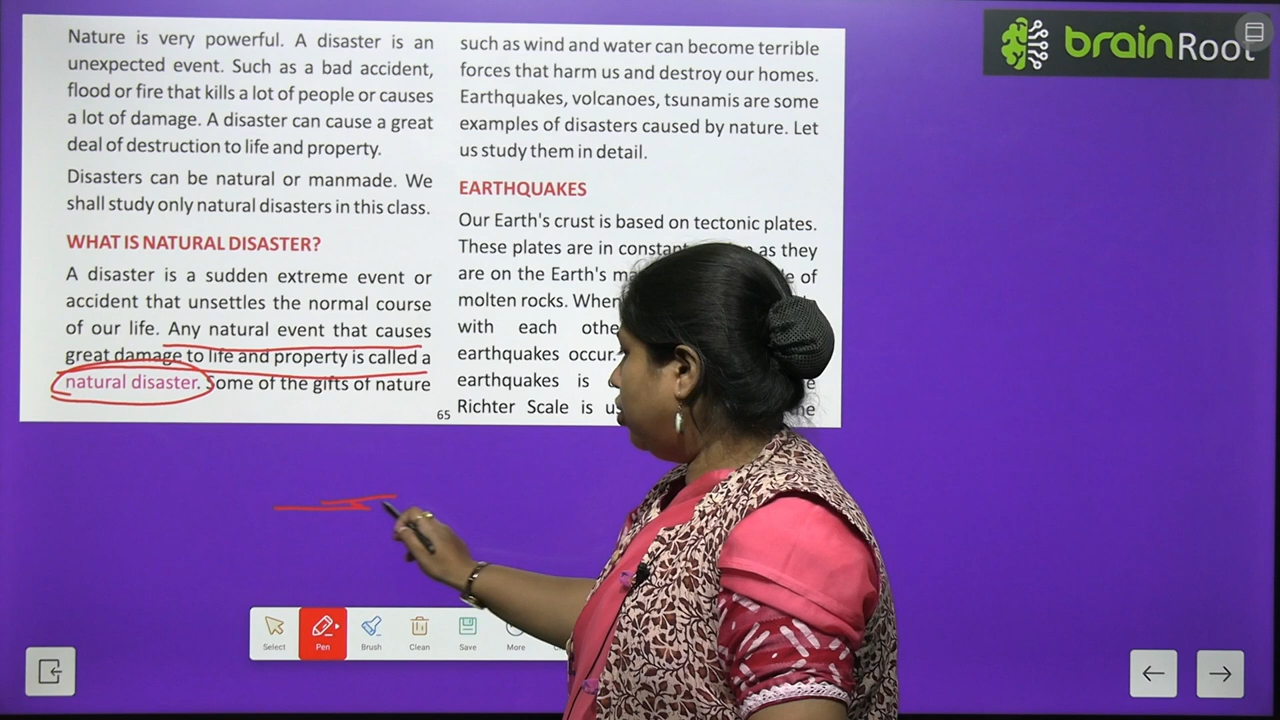 Nature is very powerful. A disaster is an
unexpected event. Such as a bad accident,
flood or fire that kills a lot of people or causes
a lot of damage. A disaster can cause a great
deal of destruction to life and property.
Disasters can be natural or manmade. We
shall study only natural disasters in this class.
WHAT IS NATURAL DISASTER?
A disaster is a sudden extreme event or
accident that unsettles the normal course
of our life. Any natural event that causes
great damage to life and property is called a
natural disaster. Some of the gifts of nature
65
such as wind and water can become terrible
forces that harm us and destroy our homes.
Earthquakes, volcanoes, tsunamis are some
examples of disasters caused by nature. Let
us study them in detail.
EARTHQUAKES
Our Earth's crust is based on tectonic plates.
These plates are in as they
are on the Earth's of
molten rocks. When
with each
earthquakes occur.
earthquakes is
Richter Scale is
brainRoot
Select Pen Brush Clean Save More